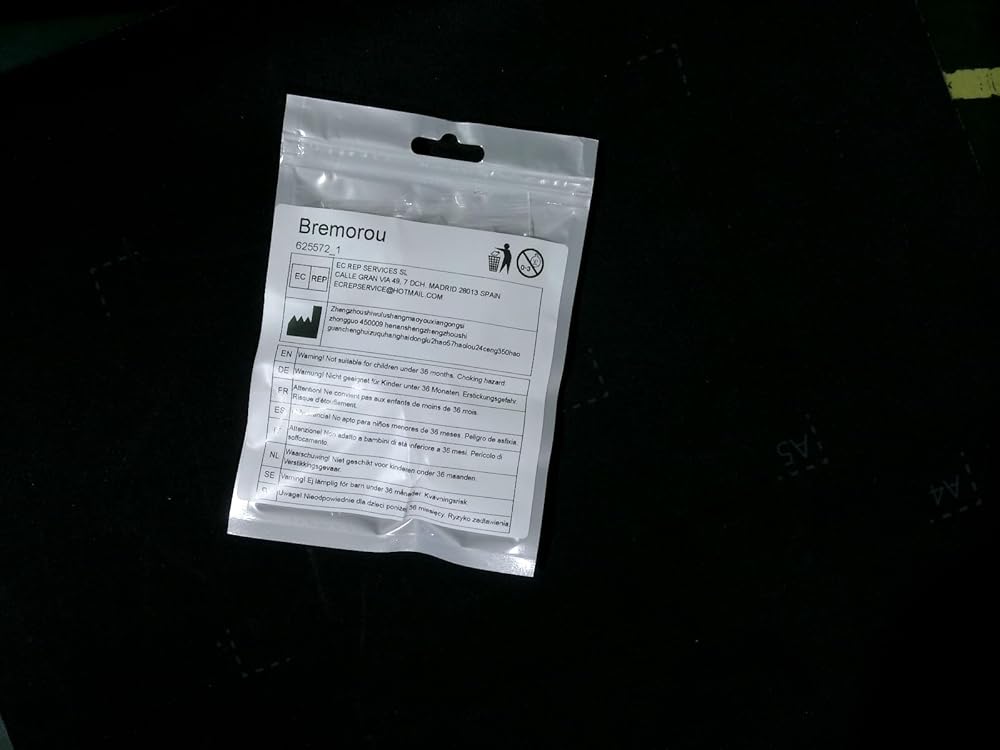 Bremorou
625572_1
0-3
EC REP
EC REP SERVICES SL
CALLE GRAN VIA 49, 7 DCH. MADRID 28013 SPAIN
ECREPSERVICE@HOTMAIL.COM
Zhengzhoushiwulushangmaoyouxiangongsi
zhongguo 450009 henanshengzhengzhoushi
guanchenghuizuquhanghaidonglu2hao57haolou24ceng350hao
EN Warning! Not suitable for children under 36 months. Choking hazard.
DE Warnung! Nicht geeignet für Kinder unter 36 Monaten. Erstickungsgefahr.
FR Attention! Ne convient pas aux enfants de moins de 36 mois.
Risque d'étouffement.
ES No apto para niños menores de 36 meses. Peligro de asfixia.
Attenzione! Non adatto a bambini di età inferiore a 36 mesi. Pericolo di
soffocamento.
NL Waarschuwing! Niet geschikt voor kinderen onder 36 maanden.
Verstikkingsgevaar.
SE Varning! Ej lämplig för barn under 36 månader. Kvävningsrisk.
Uwaga! Nieodpowiednie dla dzieci poniżej 36 miesięcy. Ryzyko zadławienia.
A5
A4